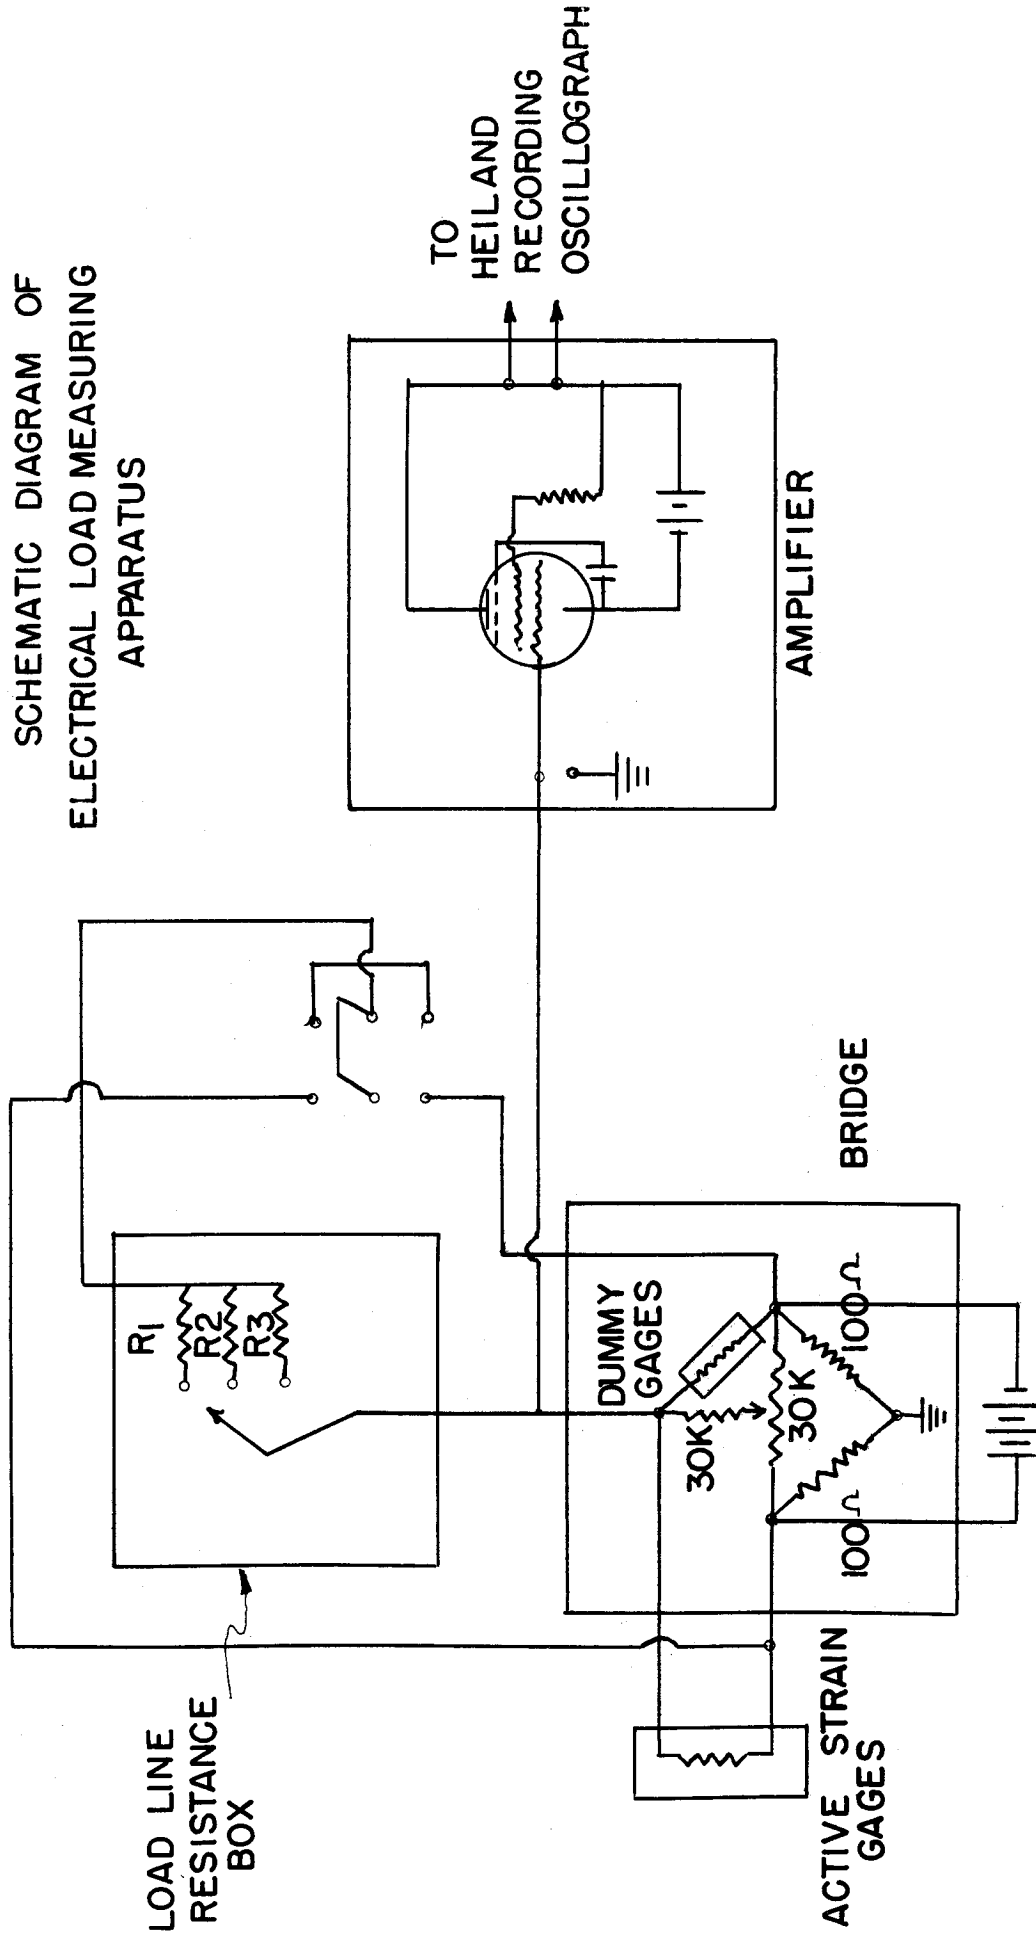 SCHEMATIC DIAGRAM OF
ELECTRICAL LOAD MEASURING
APPARATUS
LOAD LINE
RESISTANCE
BOX
R1
R2
R3
TO
HEILAND
RECORDING
OSCILLOGRAPH
AMPLIFIER
BRIDGE
DUMMY
GAGES
30K
30K
100Ω
100Ω
ACTIVE STRAIN
GAGES